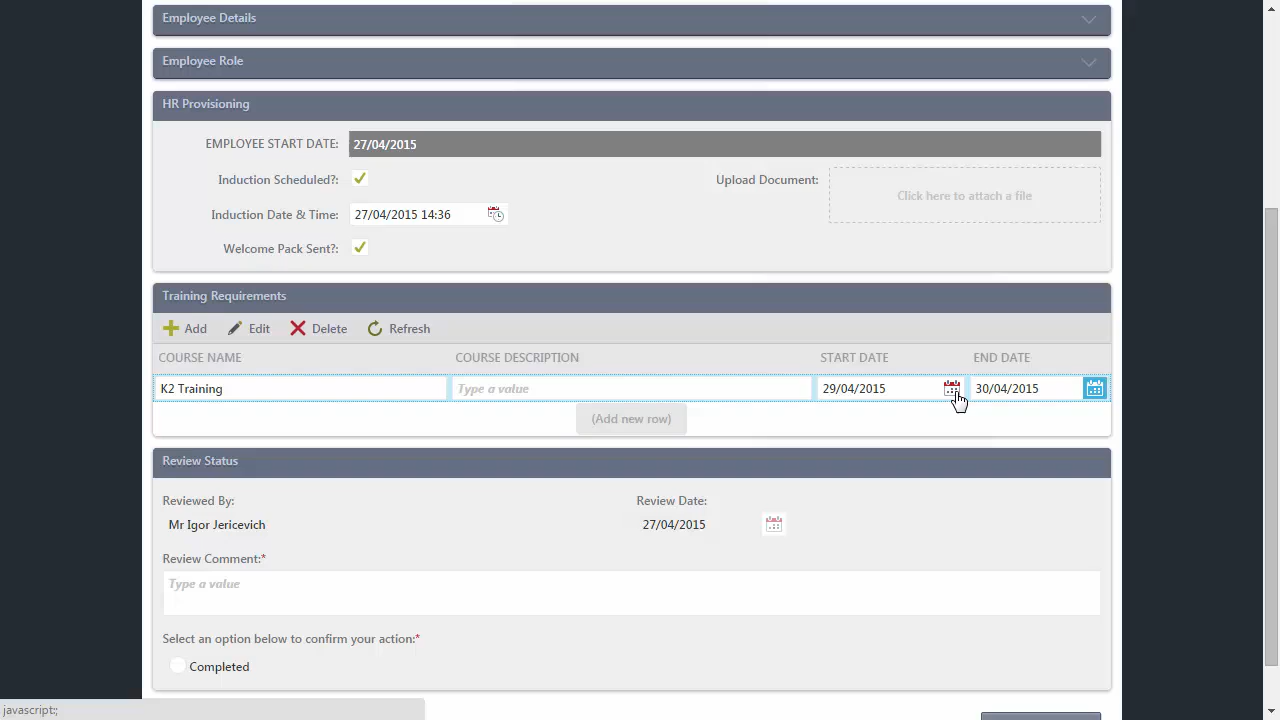 Employee Details
Employee Role
HR Provisioning
EMPLOYEE START DATE: 27/04/2015
Induction Scheduled?: Upload Document: Click here to attach a file
Induction Date & Time: 27/04/2015 14:36
Welcome Pack Sent?:
Training Requirements
Add Edit Delete Refresh
COURSE NAME COURSE DESCRIPTION START DATE END DATE
K2 Training Type a value 29/04/2015 30/04/2015
(Add new row)
Review Status
Reviewed By: Review Date:
Mr Igor Jericevich 27/04/2015
Review Comment:*
Type a value
Select an option below to confirm your action:*
Completed
javascript:;